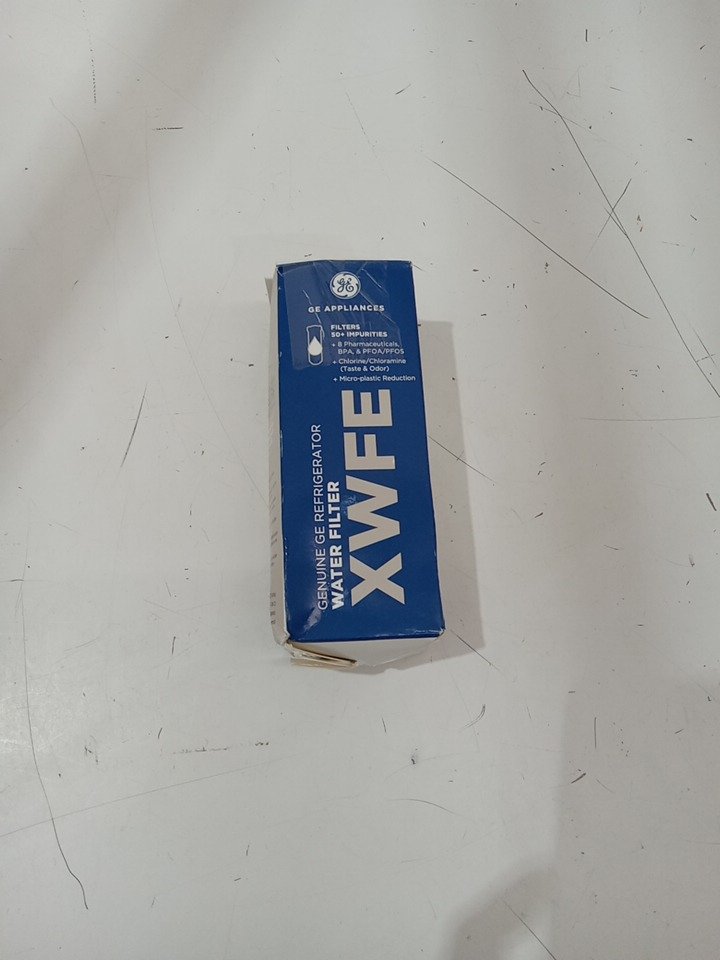 GE
GE APPLIANCES
FILTERS
50+ IMPURITIES
+ 8 Pharmaceuticals,
BPA, & PFOA/PFOS
+ Chlorine/Chloramine
(Taste & Odor)
+ Micro-plastic Reduction
GENUINE GE REFRIGERATOR
WATER FILTER
XWFE